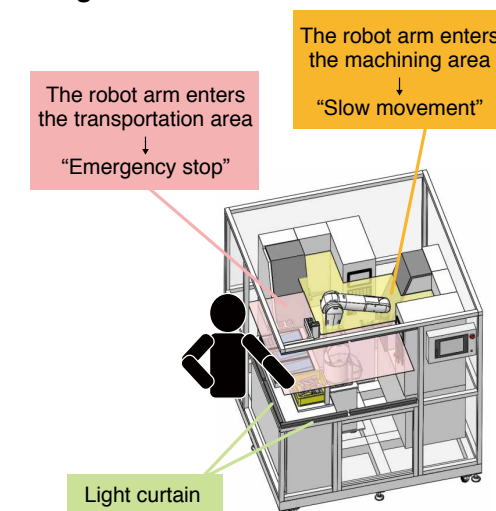 The robot arm enters
the machining area
↓
“Slow movement”
The robot arm enters
the transportation area
↓
“Emergency stop”
Light curtain